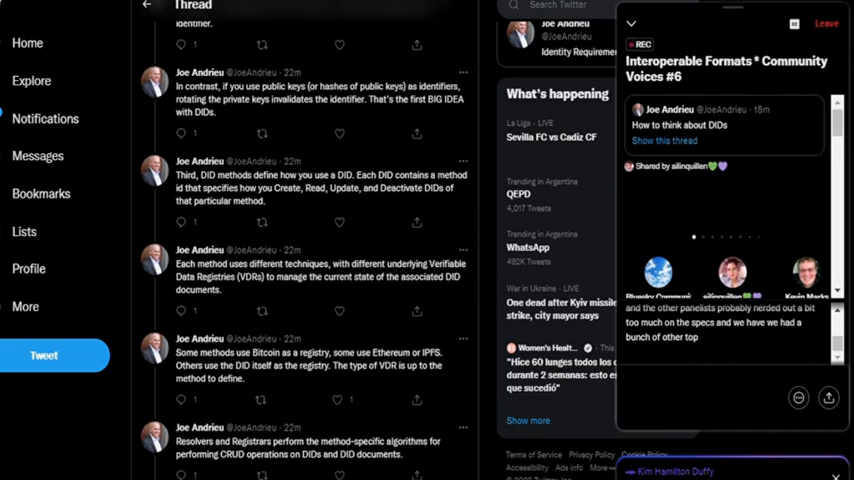 Home
Explore
Notifications
Messages
Bookmarks
Lists
Profile
More
Tweet
Thread
identifier.
1
Joe Andrieu @JoeAndrieu · 22m
In contrast, if you use public keys (or hashes of public keys) as identifiers,
rotating the private keys invalidates the identifier. That's the first BIG IDEA
with DIDs.
1
Joe Andrieu @JoeAndrieu · 22m
Third, DID methods define how you use a DID. Each DID contains a method
id that specifies how you Create, Read, Update, and Deactivate DIDs of
that particular method.
1
Joe Andrieu @JoeAndrieu · 22m
Each method uses different techniques, with different underlying Verifiable
Data Registries (VDRs) to manage the current state of the associated DID
documents.
1
Joe Andrieu @JoeAndrieu · 22m
Some methods use Bitcoin as a registry, some use Ethereum or IPFS.
Others use the DID itself as the registry. The type of VDR is up to the
method to define.
1 1
Joe Andrieu @JoeAndrieu · 22m
Resolvers and Registrars perform the method-specific algorithms for
performing CRUD operations on DIDs and DID documents.
1
Search Twitter
Joe Andrieu
@JoeAndrieu
Identity Requireme
What's happening
La Liga · LIVE
Sevilla FC vs Cadiz CF
Trending in Argentina
QEPD
4,017 Tweets
Trending in Argentina
WhatsApp
492K Tweets
War in Ukraine · LIVE
One dead after Kyiv missile
strike, city mayor says
Women's Healt... · This
"Hice 60 lunges todos los
durante 2 semanas: esto es
que sucedió"
Show more
Terms of Service Privacy Policy Cookie Policy
Accessibility Ads info More
Leave
REC
Interoperable Formats * Community
Voices #6
Joe Andrieu @JoeAndrieu · 18m
How to think about DIDs
Show this thread
Shared by ailinquillen💚💜
Bluesky Communi ailinquillen💚💜 Kevin Marks
and the other panelists probably nerded out a bit
too much on the specs and we have we had a
bunch of other top
Kim Hamilton Duffy